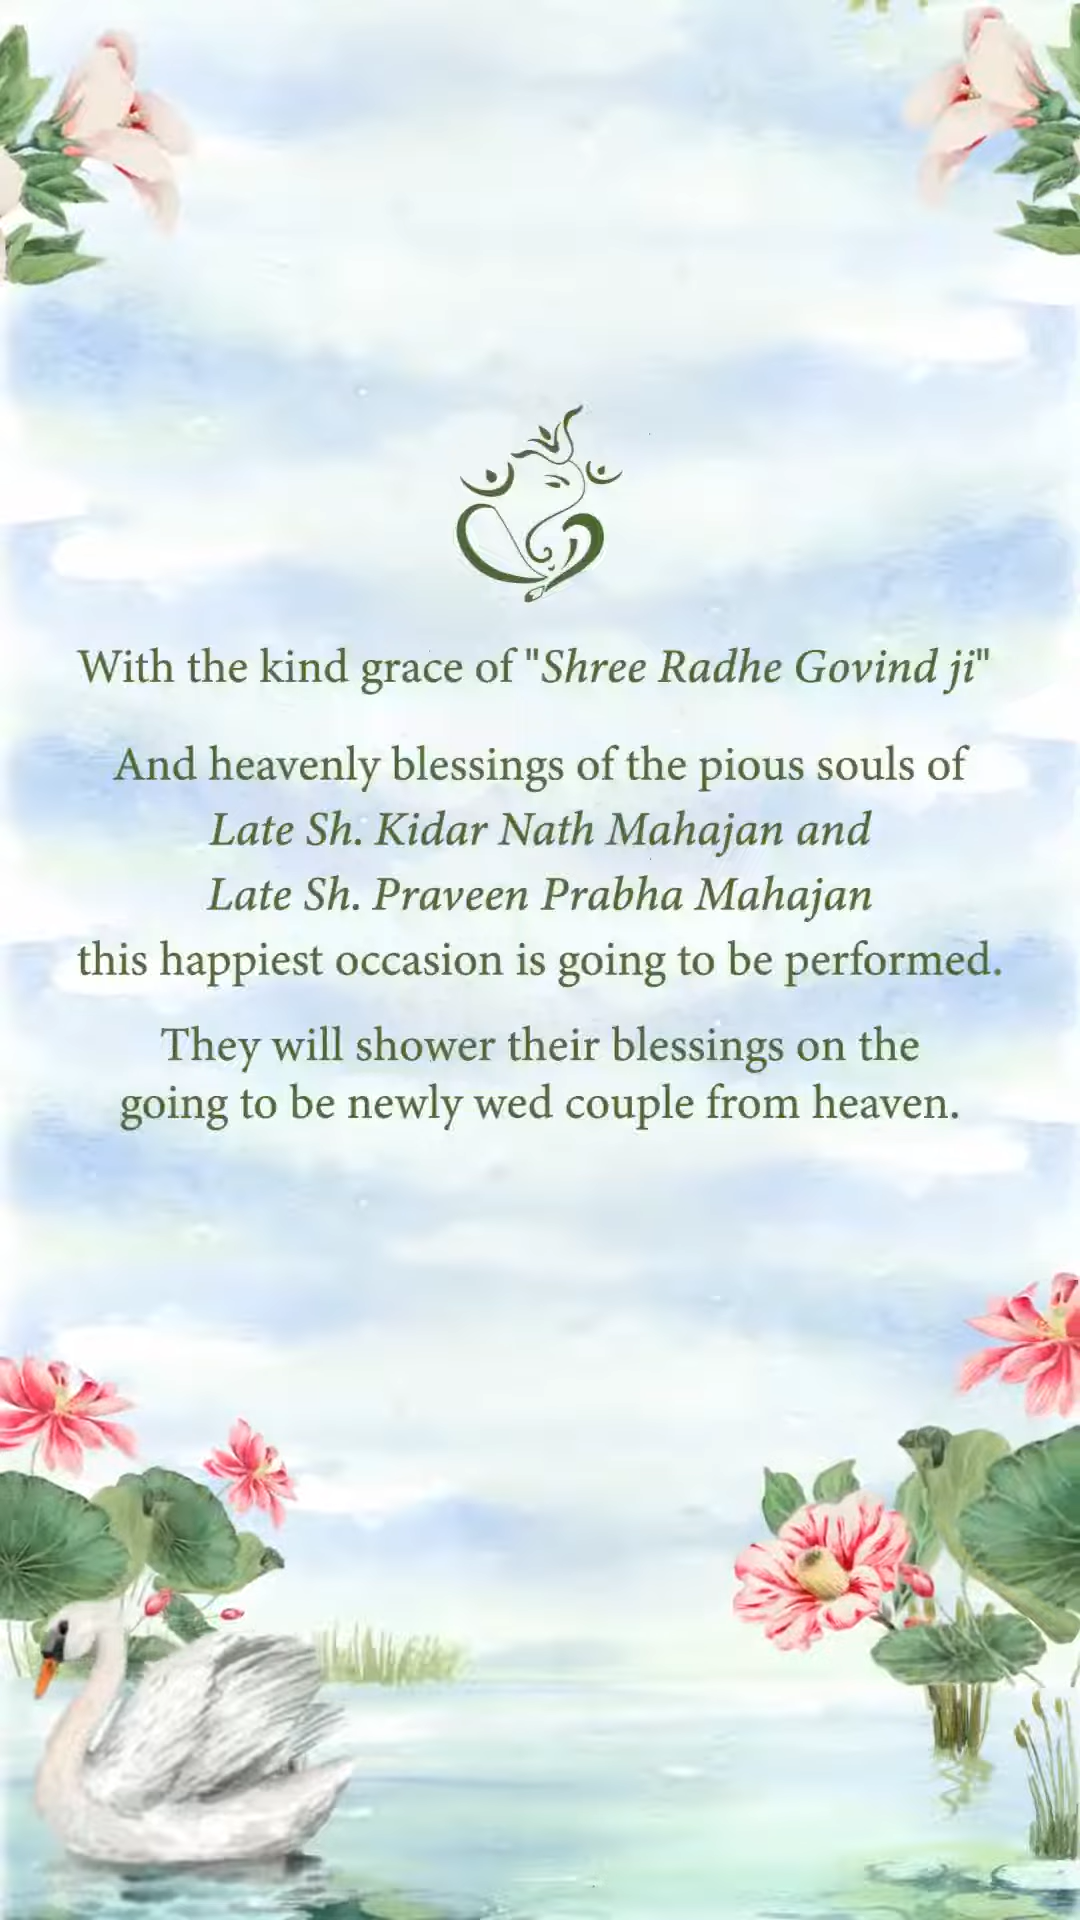 With the kind grace of "Shree Radhe Govind ji"
And heavenly blessings of the pious souls of
Late Sh. Kidar Nath Mahajan and
Late Sh. Praveen Prabha Mahajan
this happiest occasion is going to be performed.
They will shower their blessings on the
going to be newly wed couple from heaven.